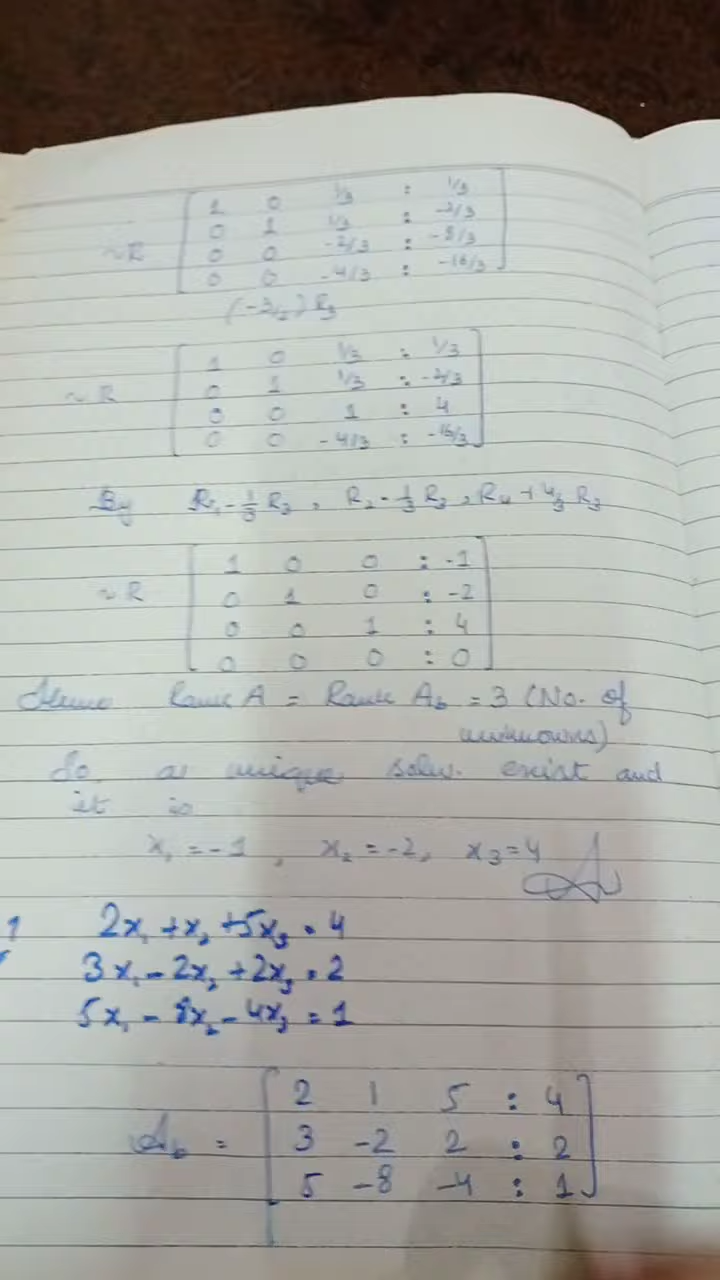 1 0 1/3 : 1/3
0 1 1/3 : -2/3
~R 0 0 -2/3 : -8/3
0 0 -4/3 : -16/3
(-3/2) R₃
1 0 1/3 : 1/3
~R 0 1 1/3 : -2/3
0 0 1 : 4
0 0 -4/3 : -16/3
By R₁ - 1/3 R₃, R₂ - 1/3 R₃, R₄ + 4/3 R₃
1 0 0 : -1
~R 0 1 0 : -2
0 0 1 : 4
0 0 0 : 0
Hence Rank A = Rank A_b = 3 (No. of
unknowns)
So a unique soln. exist and
it is
x₁ = -1, x₂ = -2, x₃ = 4
2x₁ + x₂ + 5x₃ = 4
3x₁ - 2x₂ + 2x₃ = 2
5x₁ - 8x₂ - 4x₃ = 1
2 1 5 : 4
A_b = 3 -2 2 : 2
5 -8 -4 : 1